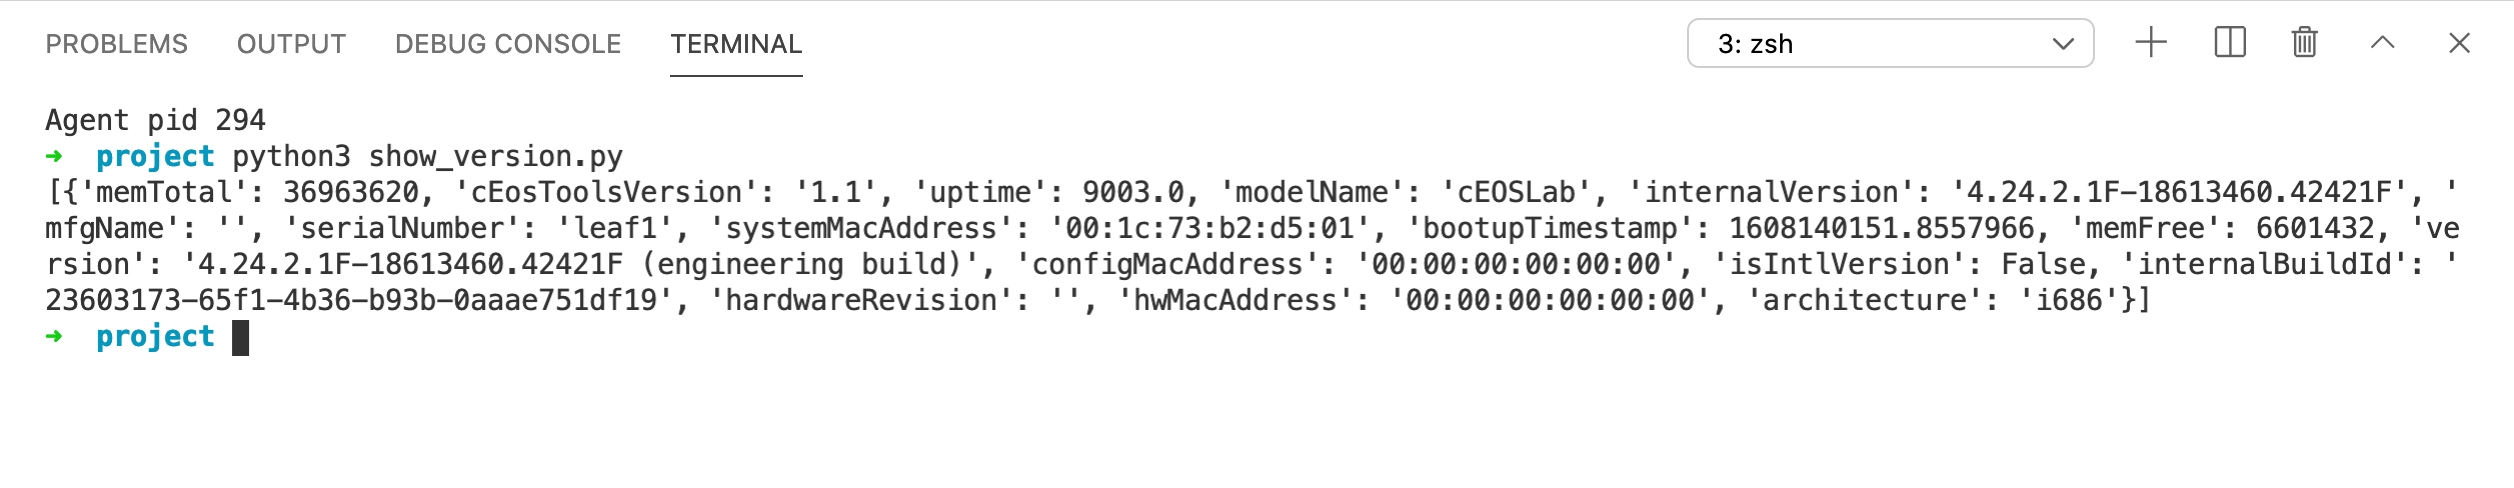 PROBLEMS OUTPUT DEBUG CONSOLE TERMINAL 3: zsh
Agent pid 294
➜ project python3 show_version.py
[{'memTotal': 36963620, 'cEosToolsVersion': '1.1', 'uptime': 9003.0, 'modelName': 'cEOSLab', 'internalVersion': '4.24.2.1F-18613460.42421F', '
mfgName': '', 'serialNumber': 'leaf1', 'systemMacAddress': '00:1c:73:b2:d5:01', 'bootupTimestamp': 1608140151.8557966, 'memFree': 6601432, 've
rsion': '4.24.2.1F-18613460.42421F (engineering build)', 'configMacAddress': '00:00:00:00:00:00', 'isIntlVersion': False, 'internalBuildId': '
23603173-65f1-4b36-b93b-0aaae751df19', 'hardwareRevision': '', 'hwMacAddress': '00:00:00:00:00:00', 'architecture': 'i686'}]
➜ project